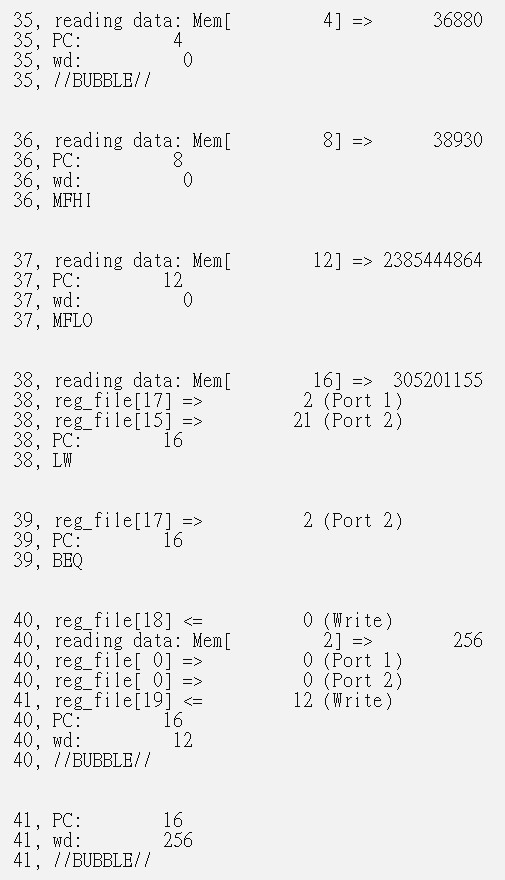 35, reading data: Mem[         4] =>      36880
35, PC:         4
35, wd:          0
35, //BUBBLE//
36, reading data: Mem[         8] =>      38930
36, PC:         8
36, wd:          0
36, MFHI
37, reading data: Mem[        12] => 2385444864
37, PC:        12
37, wd:          0
37, MFLO
38, reading data: Mem[        16] =>  305201155
38, reg_file[17] =>          2 (Port 1)
38, reg_file[15] =>         21 (Port 2)
38, PC:        16
38, LW
39, reg_file[17] =>          2 (Port 2)
39, PC:        16
39, BEQ
40, reg_file[18] <=          0 (Write)
40, reading data: Mem[         2] =>        256
40, reg_file[ 0] =>          0 (Port 1)
40, reg_file[ 0] =>          0 (Port 2)
41, reg_file[19] <=         12 (Write)
40, PC:        16
40, wd:         12
40, //BUBBLE//
41, PC:        16
41, wd:        256
41, //BUBBLE//